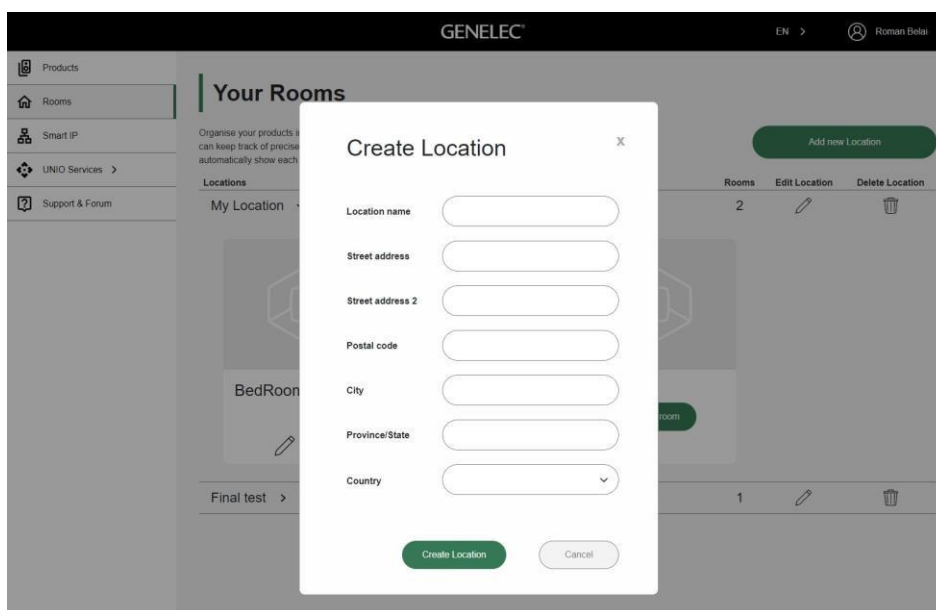 GENELEC®
EN >
Roman Belai
Products
Rooms
Smart IP
UNIO Services >
Support & Forum
Your Rooms
Organise your products i
can keep track of precise
automatically show each
Add new Location
Locations
Rooms
Edit Location
Delete Location
My Location
2
BedRoon
room
Final test >
1
Create Location
x
Location name
Street address
Street address 2
Postal code
City
Province/State
Country
Create Location
Cancel